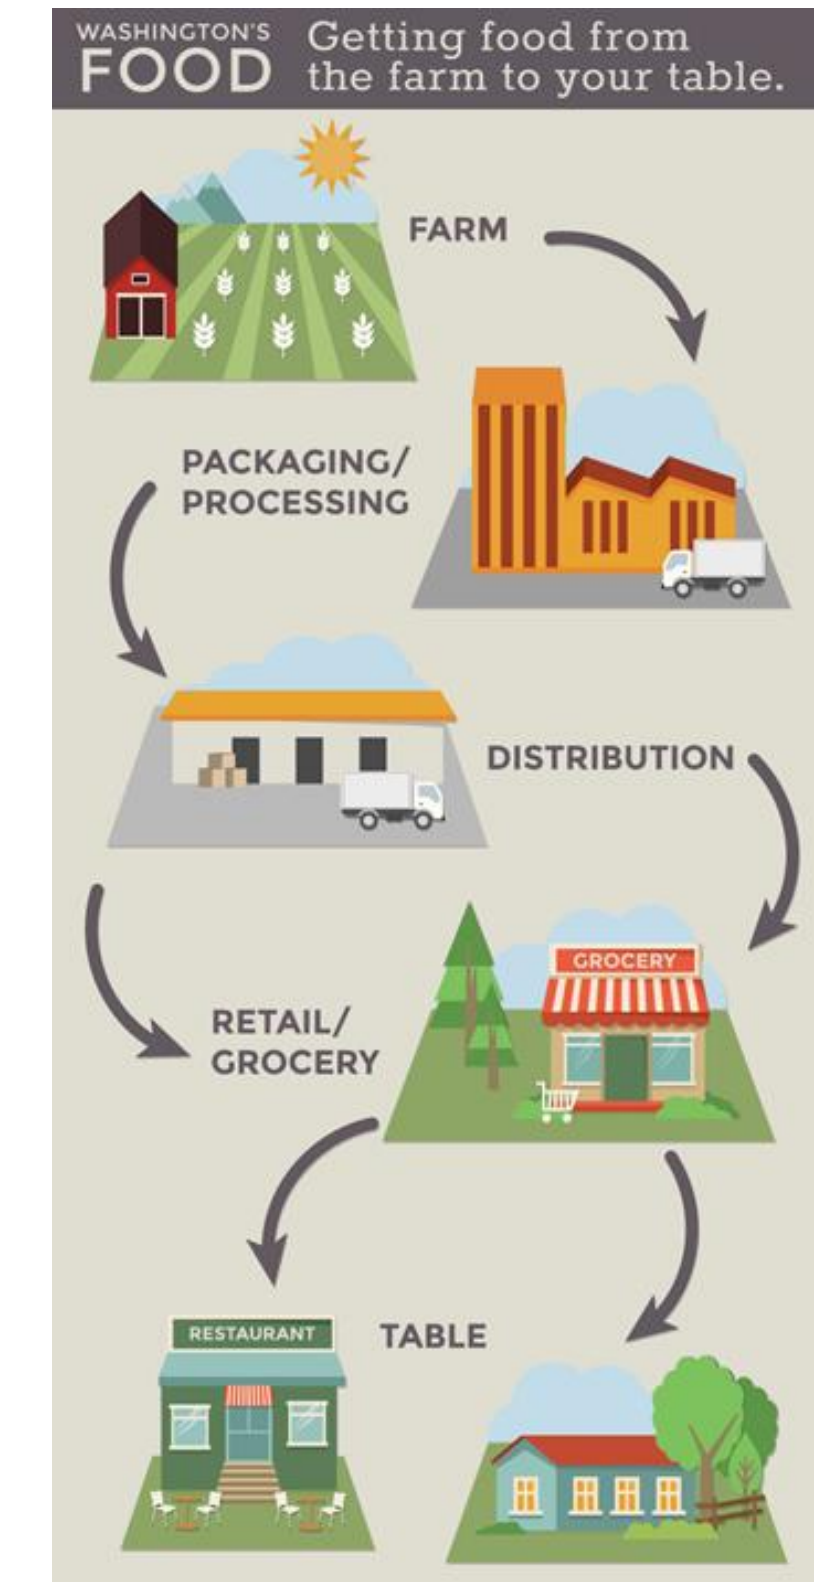 WASHINGTON'S
FOOD
Getting food from
the farm to your table.
FARM
PACKAGING/
PROCESSING
DISTRIBUTION
GROCERY
RETAIL/
GROCERY
RESTAURANT
TABLE